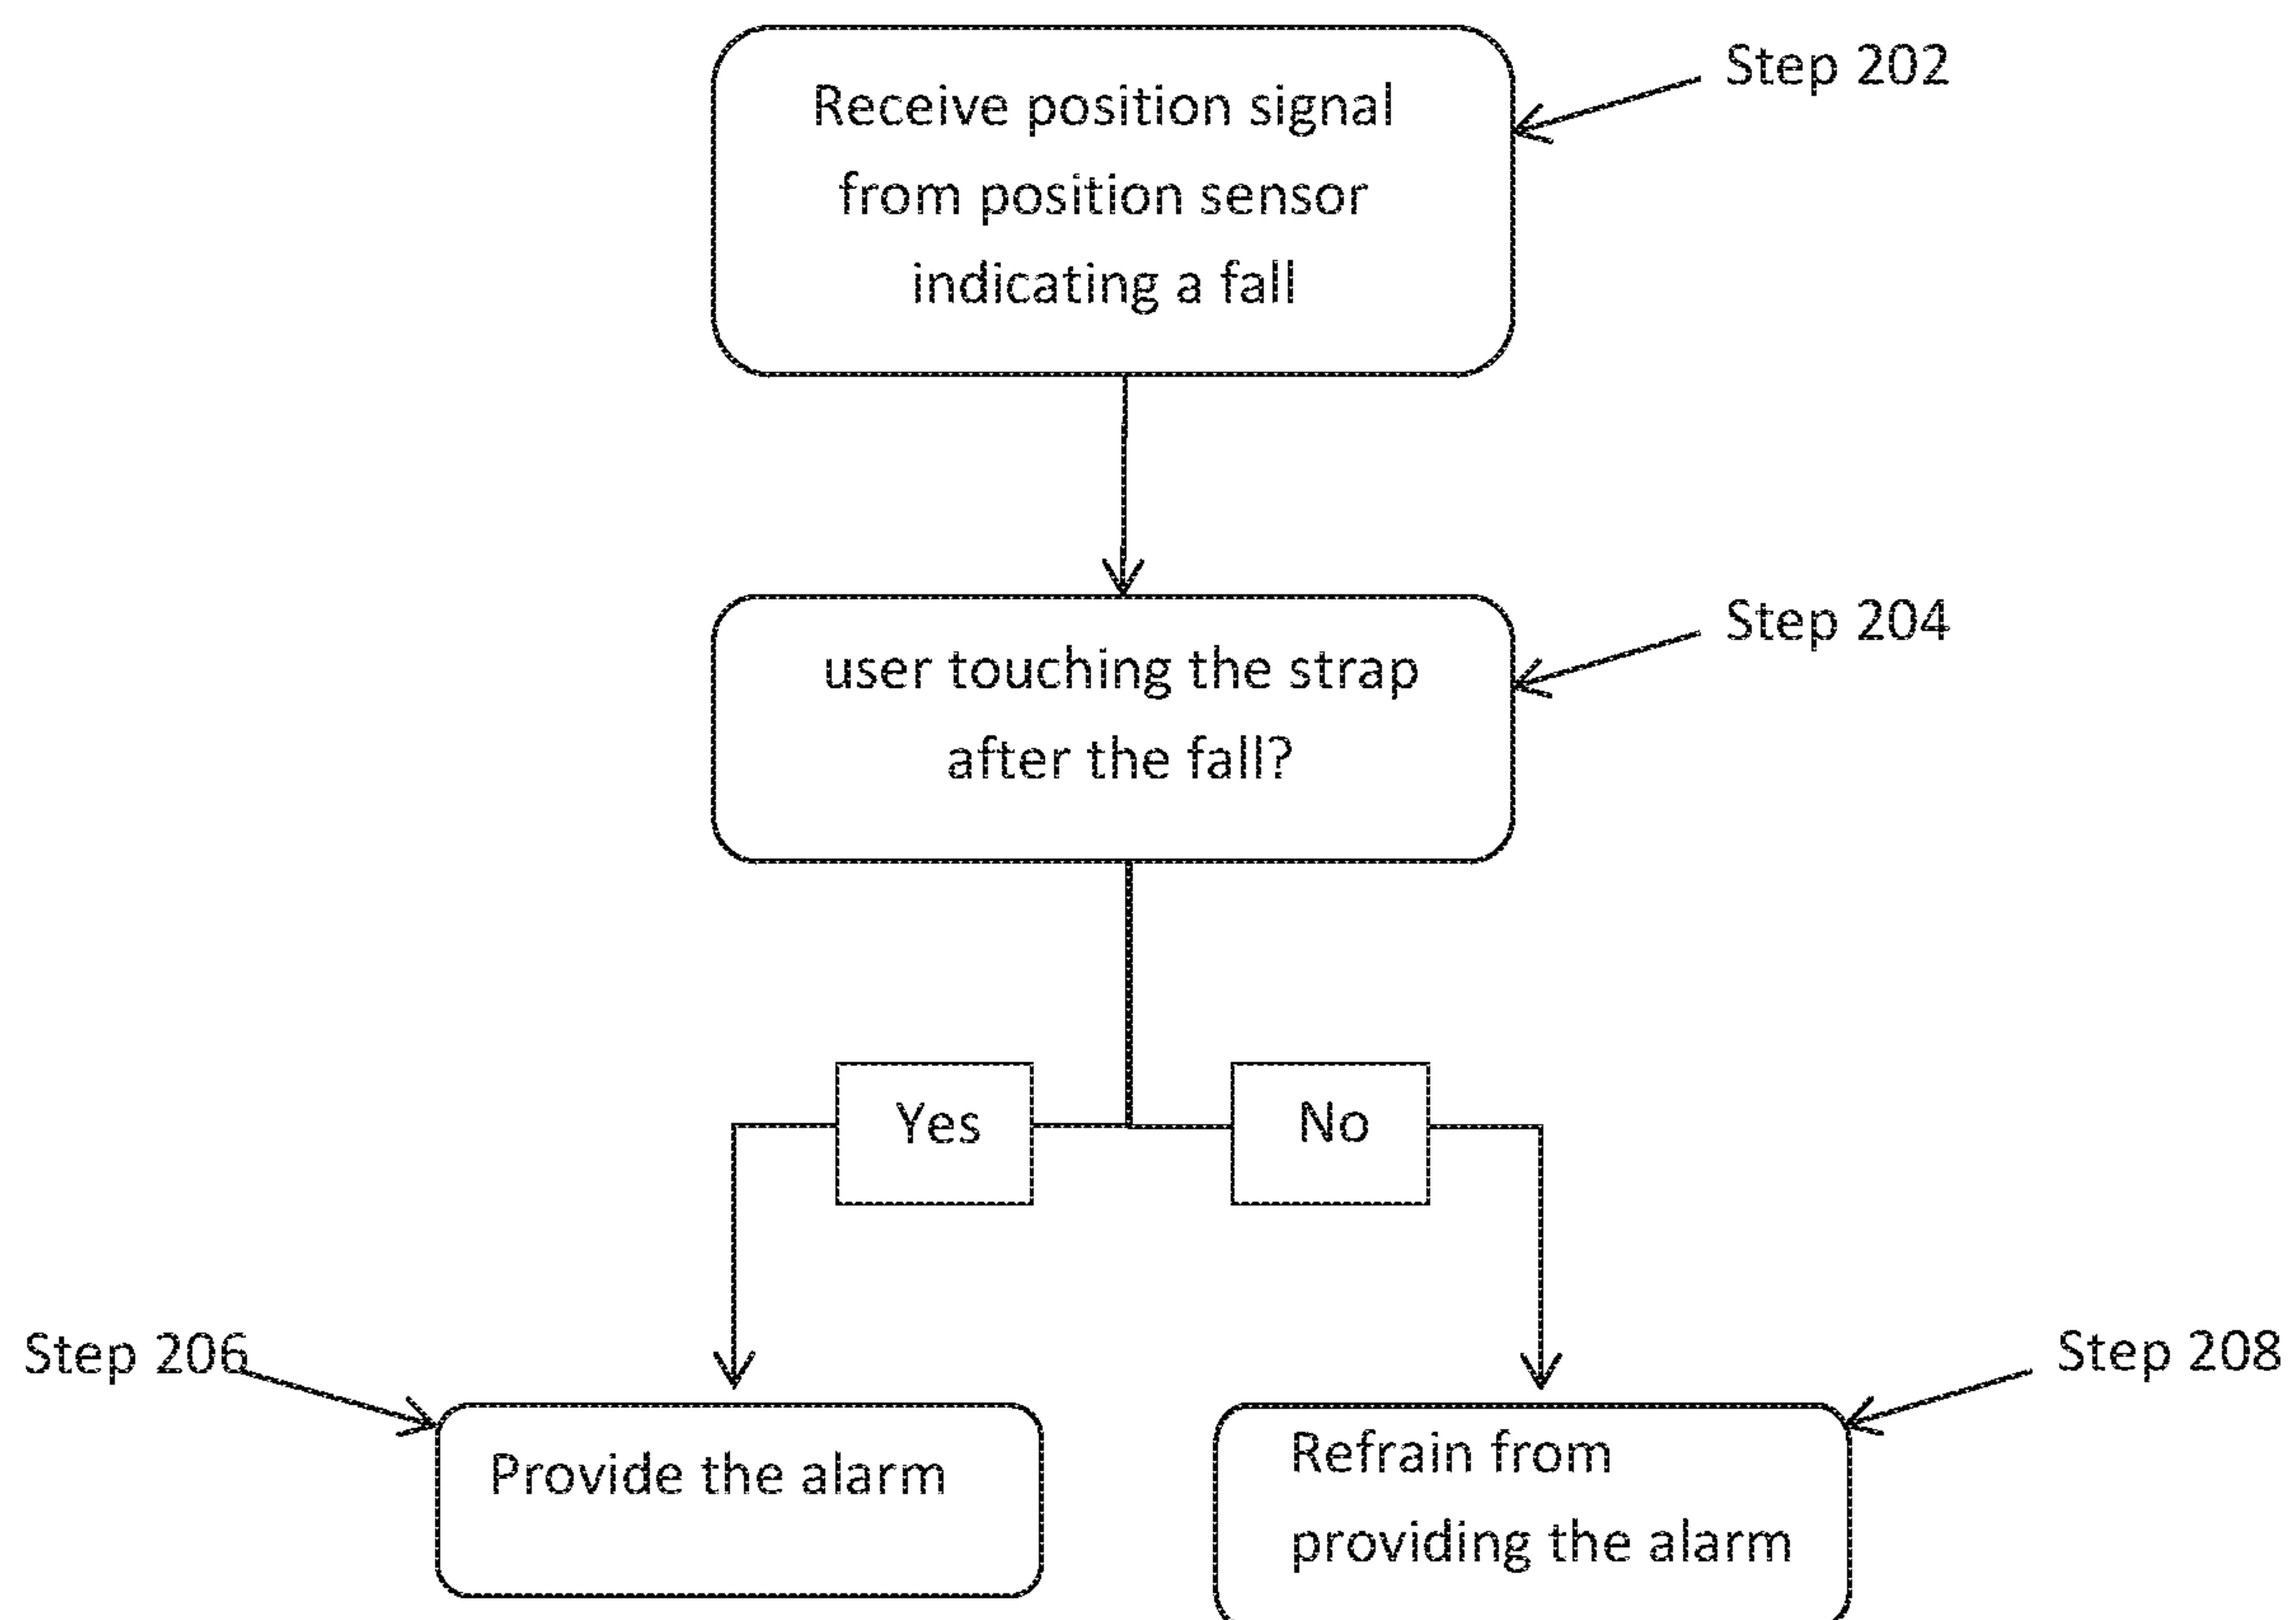 Receive position signal
from position sensor
indicating a fall
Step 202
user touching the strap
after the fall?
Step 204
Yes
No
Step 206
Provide the alarm
Step 208
Refrain from
providing the alarm